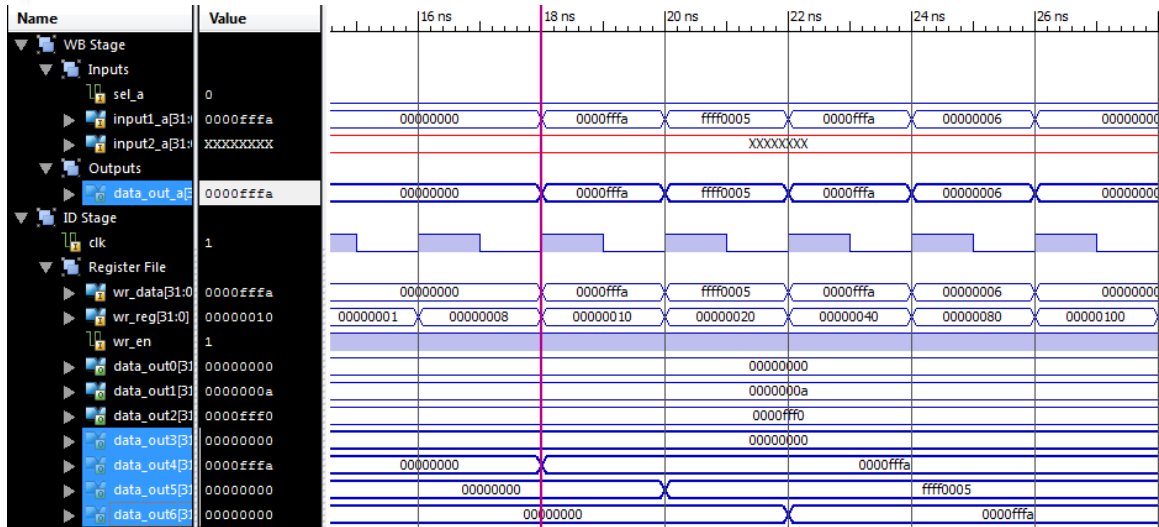 Name Value 16 ns 18 ns 20 ns 22 ns 24 ns 26 ns
WB Stage
Inputs
sel_a 0
input1_a[31: 0000fffa 00000000 0000fffa ffff0005 0000fffa 00000006 00000000
input2_a[31: XXXXXXXX XXXXXXXX
Outputs
data_out_a[3 0000fffa 00000000 0000fffa ffff0005 0000fffa 00000006 00000000
ID Stage
clk 1
Register File
wr_data[31:0 0000fffa 00000000 0000fffa ffff0005 0000fffa 00000006 00000000
wr_reg[31:0] 00000010 00000001 00000008 00000010 00000020 00000040 00000080 00000100
wr_en 1
data_out0[31 00000000 00000000
data_out1[31 0000000a 0000000a
data_out2[31 0000fff0 0000fff0
data_out3[31 00000000 00000000
data_out4[31 0000fffa 00000000 0000fffa
data_out5[31 00000000 00000000 ffff0005
data_out6[31 00000000 00000000 0000fffa